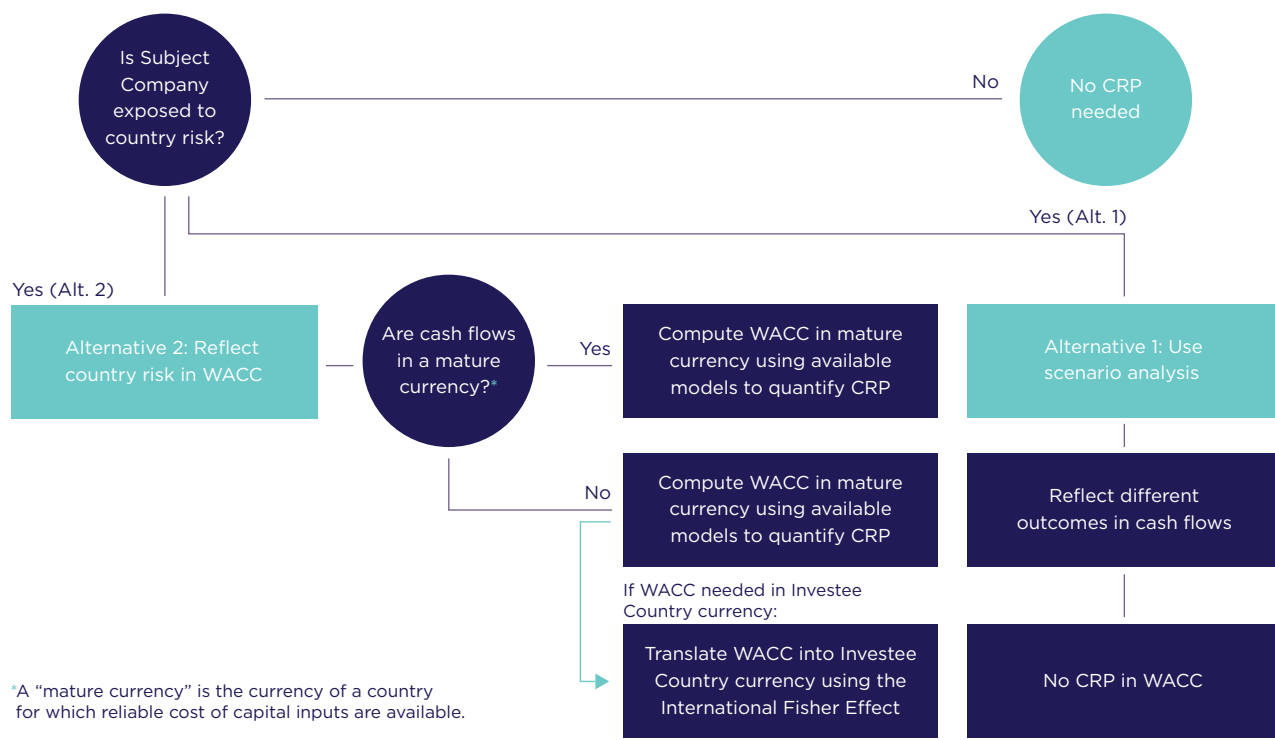 Is Subject
Company
exposed to
country risk?
No
No CRP
needed
Yes (Alt. 1)
Yes (Alt. 2)
Alternative 2: Reflect
country risk in WACC
Are cash flows
in a mature
currency?*
Yes
Compute WACC in mature
currency using available
models to quantify CRP
Alternative 1: Use
scenario analysis
No
Compute WACC in mature
currency using available
models to quantify CRP
Reflect different
outcomes in cash flows
If WACC needed in Investee
Country currency:
Translate WACC into Investee
Country currency using the
International Fisher Effect
No CRP in WACC
*A “mature currency” is the currency of a country
for which reliable cost of capital inputs are available.